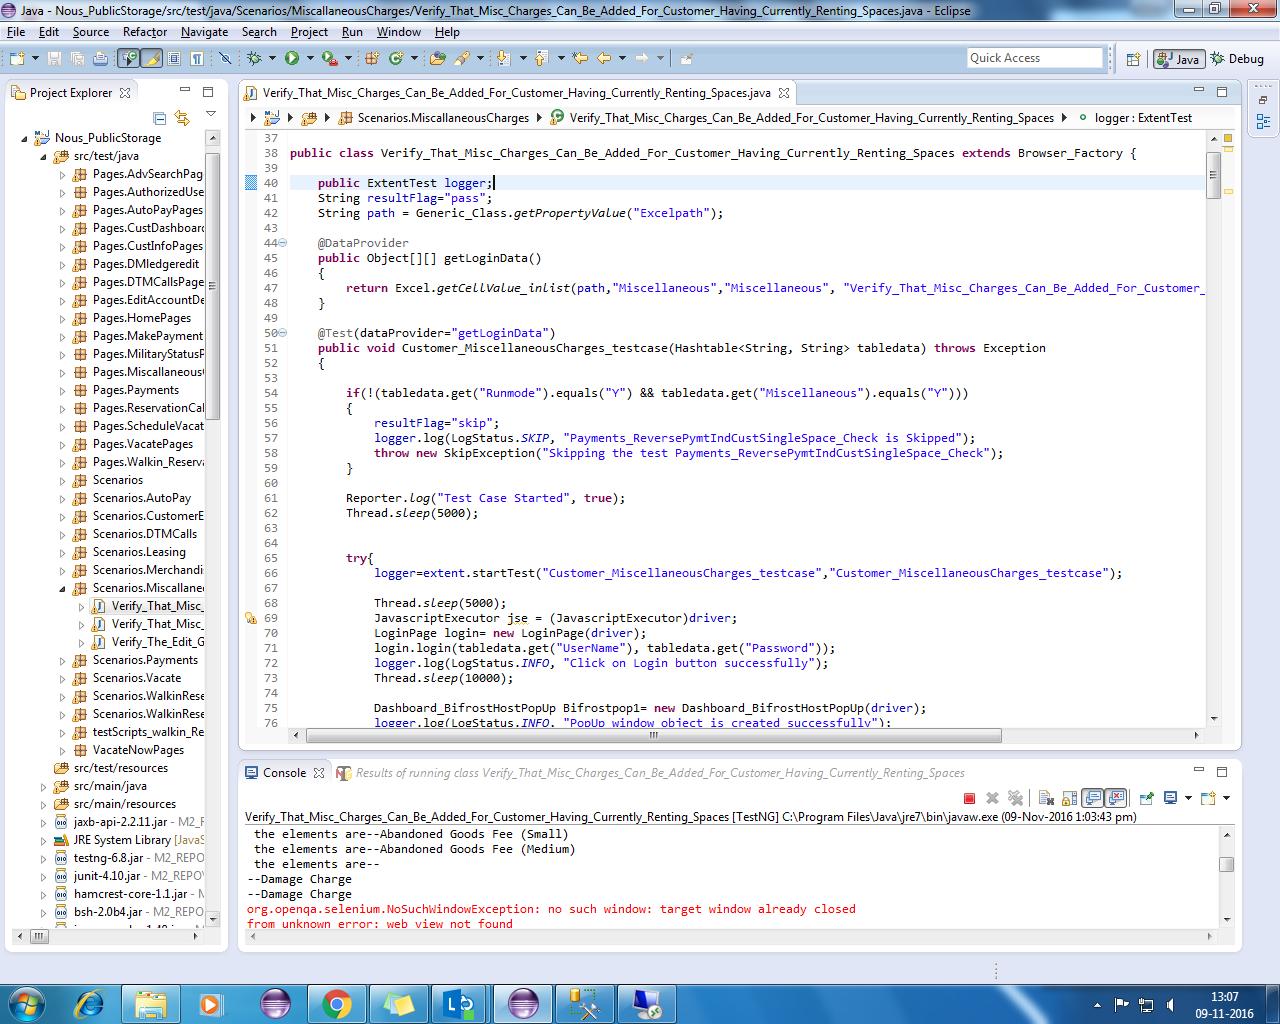 Java - Nous_PublicStorage/src/test/java/Scenarios/MiscallaneousCharges/Verify_That_Misc_Charges_Can_Be_Added_For_Customer_Having_Currently_Renting_Spaces.java - Eclipse
File Edit Source Refactor Navigate Search Project Run Window Help
Quick Access
Java
Debug
Project Explorer
Nous_PublicStorage
src/test/java
Pages.AdvSearchPag
Pages.AuthorizedUse
Pages.AutoPayPages
Pages.CustDashboard
Pages.CustInfoPages
Pages.DMledgeredit
Pages.DTMCallsPage
Pages.EditAccountDe
Pages.HomePages
Pages.MakePayment
Pages.MilitaryStatusP
Pages.Miscallaneous
Pages.Payments
Pages.ReservationCal
Pages.ScheduleVacat
Pages.VacatePages
Pages.Walkin_Reserva
Scenarios
Scenarios.AutoPay
Scenarios.CustomerE
Scenarios.DTMCalls
Scenarios.Leasing
Scenarios.Merchandi
Scenarios.Miscallane
Verify_That_Misc_
Verify_That_Misc_
Verify_The_Edit_G
Scenarios.Payments
Scenarios.Vacate
Scenarios.WalkinRese
Scenarios.WalkinRese
testScripts_walkin_Re
VacateNowPages
src/test/resources
src/main/java
src/main/resources
jaxb-api-2.2.11.jar - M2_F
JRE System Library [JavaS
testng-6.8.jar - M2_REPO
junit-4.10.jar - M2_REPOV
hamcrest-core-1.1.jar - M
bsh-2.0b4.jar - M2_REPO
Verify_That_Misc_Charges_Can_Be_Added_For_Customer_Having_Currently_Renting_Spaces.java
Scenarios.MiscallaneousCharges
Verify_That_Misc_Charges_Can_Be_Added_For_Customer_Having_Currently_Renting_Spaces
logger : ExtentTest
37
38 public class Verify_That_Misc_Charges_Can_Be_Added_For_Customer_Having_Currently_Renting_Spaces extends Browser_Factory {
39
40 public ExtentTest logger;
41 String resultFlag="pass";
42 String path = Generic_Class.getPropertyValue("Excelpath");
43
44 @DataProvider
45 public Object[][] getLoginData()
46 {
47 return Excel.getCellValue_inlist(path,"Miscellaneous","Miscellaneous", "Verify_That_Misc_Charges_Can_Be_Added_For_Customer_
48 }
49
50 @Test(dataProvider="getLoginData")
51 public void Customer_MiscellaneousCharges_testcase(Hashtable<String, String> tabledata) throws Exception
52 {
53
54 if(!(tabledata.get("Runmode").equals("Y") && tabledata.get("Miscellaneous").equals("Y")))
55 {
56 resultFlag="skip";
57 logger.log(LogStatus.SKIP, "Payments_ReversePymtIndCustSingleSpace_Check is Skipped");
58 throw new SkipException("Skipping the test Payments_ReversePymtIndCustSingleSpace_Check");
59 }
60
61 Reporter.log("Test Case Started", true);
62 Thread.sleep(5000);
63
64
65 try{
66 logger=extent.startTest("Customer_MiscellaneousCharges_testcase","Customer_MiscellaneousCharges_testcase");
67
68 Thread.sleep(5000);
69 JavascriptExecutor jse = (JavascriptExecutor)driver;
70 LoginPage login= new LoginPage(driver);
71 login.login(tabledata.get("UserName"), tabledata.get("Password"));
72 logger.log(LogStatus.INFO, "Click on Login button successfully");
73 Thread.sleep(10000);
74
75 Dashboard_BifrostHostPopUp Bifrostpop1= new Dashboard_BifrostHostPopUp(driver);
76 logger.log(LogStatus.INFO, "PopUp window object is created successfully");
Console
Results of running class Verify_That_Misc_Charges_Can_Be_Added_For_Customer_Having_Currently_Renting_Spaces
Verify_That_Misc_Charges_Can_Be_Added_For_Customer_Having_Currently_Renting_Spaces [TestNG] C:\Program Files\Java\jre7\bin\javaw.exe (09-Nov-2016 1:03:43 pm)
the elements are--Abandoned Goods Fee (Small)
the elements are--Abandoned Goods Fee (Medium)
the elements are--
--Damage Charge
--Damage Charge
org.openqa.selenium.NoSuchWindowException: no such window: target window already closed
from unknown error: web view not found
13:07
09-11-2016